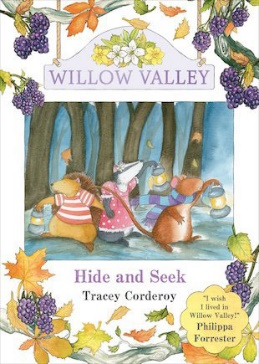 WILLOW VALLEY
Hide and Seek
Tracey Corderoy
"I wish
I lived in
Willow Valley!"
Philippa
Forrester